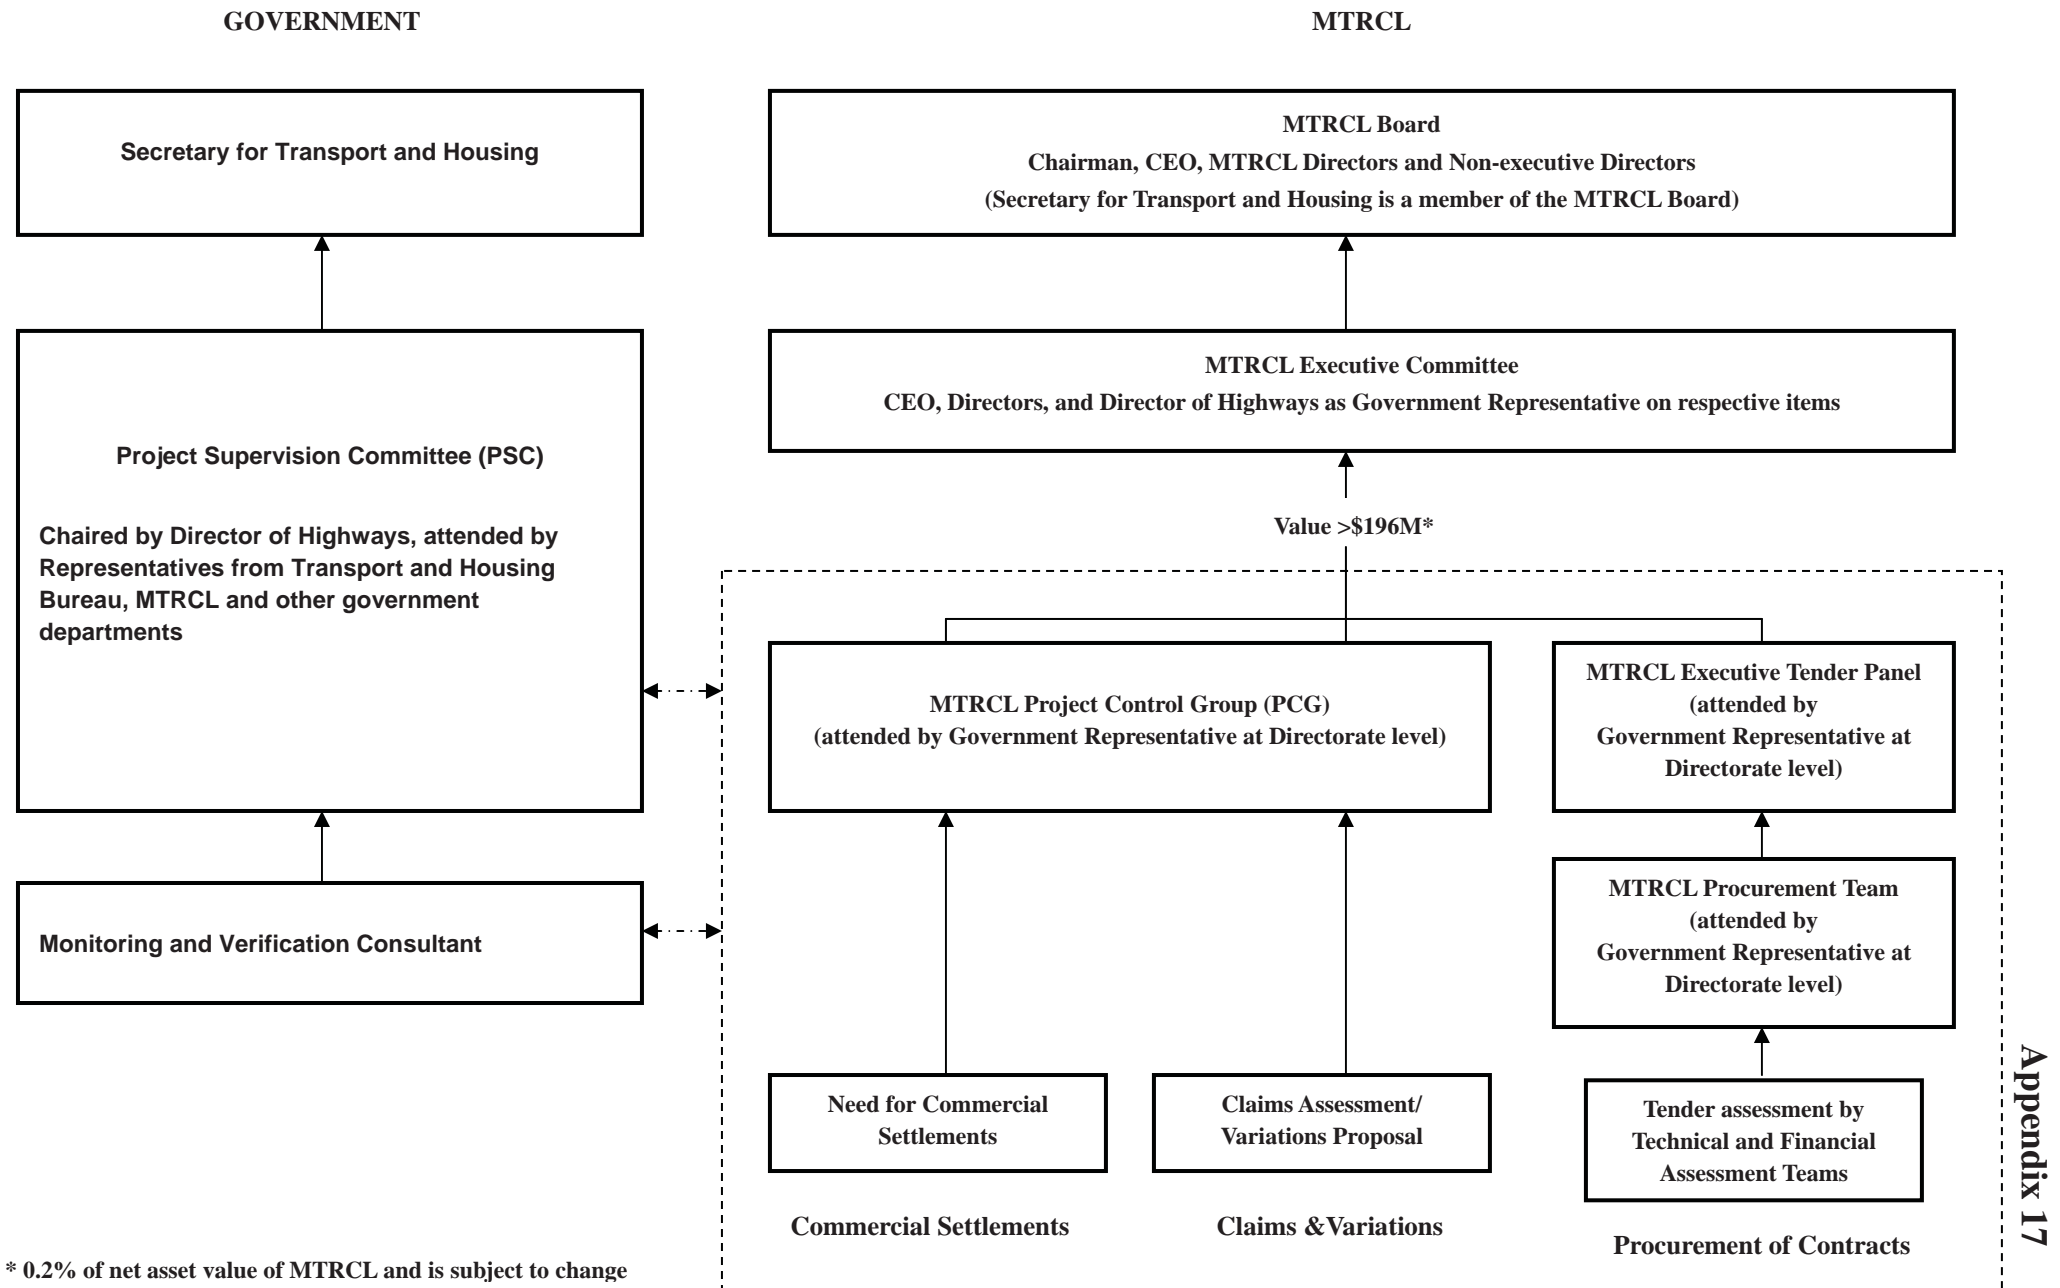 GOVERNMENT
MTRCL
Secretary for Transport and Housing
MTRCL Board
Chairman, CEO, MTRCL Directors and Non-executive Directors
(Secretary for Transport and Housing is a member of the MTRCL Board)
MTRCL Executive Committee
CEO, Directors, and Director of Highways as Government Representative on respective items
Project Supervision Committee (PSC)
Chaired by Director of Highways, attended by
Representatives from Transport and Housing
Bureau, MTRCL and other government
departments
Value >$196M*
MTRCL Project Control Group (PCG)
(attended by Government Representative at Directorate level)
MTRCL Executive Tender Panel
(attended by
Government Representative at
Directorate level)
Monitoring and Verification Consultant
MTRCL Procurement Team
(attended by
Government Representative at
Directorate level)
Need for Commercial
Settlements
Claims Assessment/
Variations Proposal
Tender assessment by
Technical and Financial
Assessment Teams
Commercial Settlements
Claims &Variations
Procurement of Contracts
* 0.2% of net asset value of MTRCL and is subject to change
Appendix 17